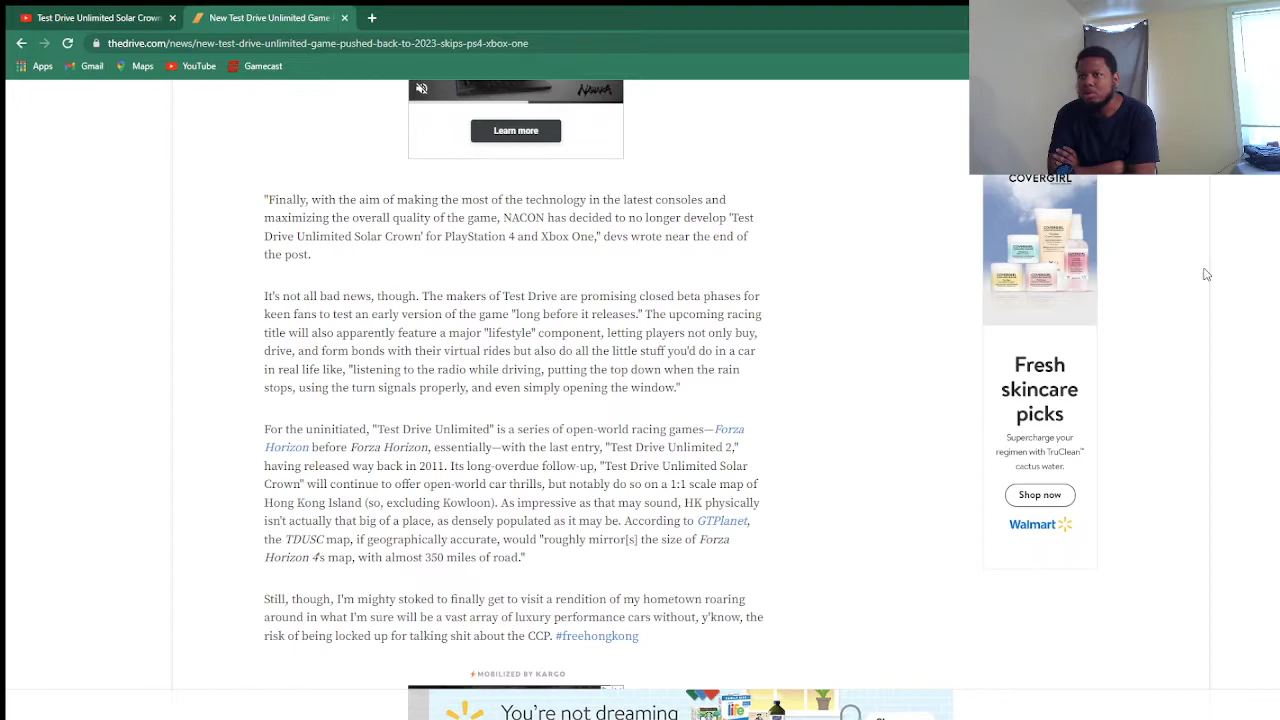 Test Drive Unlimited Solar Crown
New Test Drive Unlimited Game
thedrive.com/news/new-test-drive-unlimited-game-pushed-back-to-2023-skips-ps4-xbox-one
Apps
Gmail
Maps
YouTube
Gamecast
Learn more
"Finally, with the aim of making the most of the technology in the latest consoles and
maximizing the overall quality of the game, NACON has decided to no longer develop 'Test
Drive Unlimited Solar Crown' for PlayStation 4 and Xbox One," devs wrote near the end of
the post.
It's not all bad news, though. The makers of Test Drive are promising closed beta phases for
keen fans to test an early version of the game "long before it releases." The upcoming racing
title will also apparently feature a major "lifestyle" component, letting players not only buy,
drive, and form bonds with their virtual rides but also do all the little stuff you'd do in a car
in real life like, "listening to the radio while driving, putting the top down when the rain
stops, using the turn signals properly, and even simply opening the window."
For the uninitiated, "Test Drive Unlimited" is a series of open-world racing games—Forza
Horizon before Forza Horizon, essentially—with the last entry, "Test Drive Unlimited 2,"
having released way back in 2011. Its long-overdue follow-up, "Test Drive Unlimited Solar
Crown" will continue to offer open-world car thrills, but notably do so on a 1:1 scale map of
Hong Kong Island (so, excluding Kowloon). As impressive as that may sound, HK physically
isn't actually that big of a place, as densely populated as it may be. According to GTPlanet,
the TDUSC map, if geographically accurate, would "roughly mirror[s] the size of Forza
Horizon 4's map, with almost 350 miles of road."
Still, though, I'm mighty stoked to finally get to visit a rendition of my hometown roaring
around in what I'm sure will be a vast array of luxury performance cars without, y'know, the
risk of being locked up for talking shit about the CCP. #freehongkong
MOBILIZED BY KARGO
You're not dreaming
life
COVERGIRL
Fresh
skincare
picks
Supercharge your
regimen with TruClean™
cactus water.
Shop now
Walmart